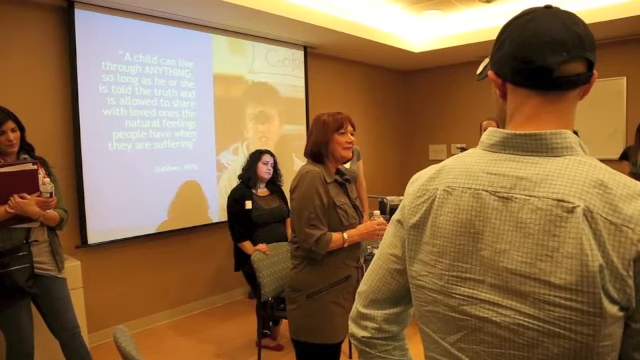 "A child can live
through ANYTHING,
so long as he or she
is told the truth and
is allowed to share
with loved ones the
natural feelings
people have when
they are suffering"